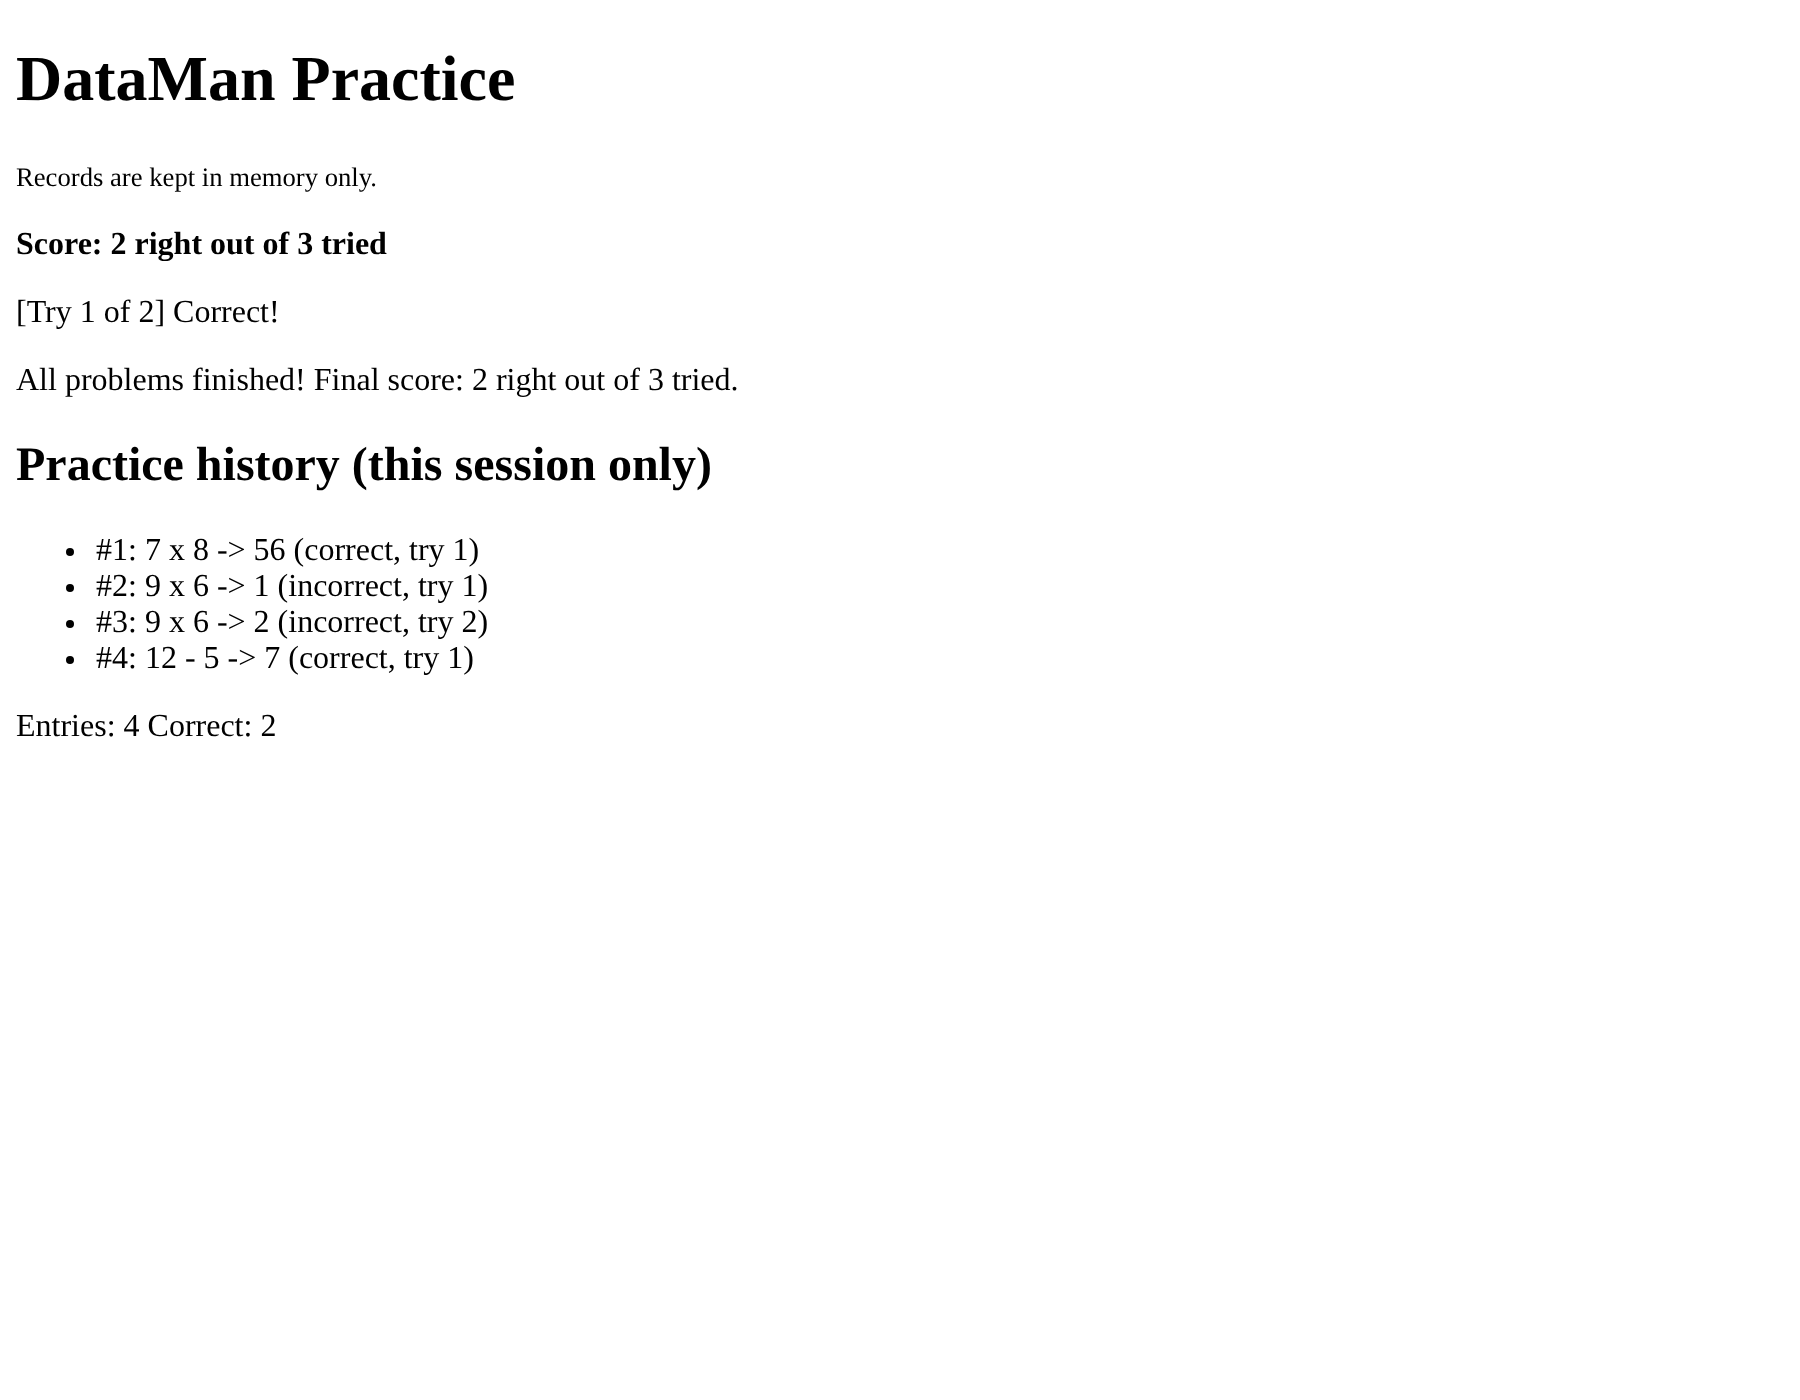 DataMan Practice
Records are kept in memory only.
Score: 2 right out of 3 tried
[Try 1 of 2] Correct!
All problems finished! Final score: 2 right out of 3 tried.
Practice history (this session only)
• #1: 7 x 8 -> 56 (correct, try 1)
• #2: 9 x 6 -> 1 (incorrect, try 1)
• #3: 9 x 6 -> 2 (incorrect, try 2)
• #4: 12 - 5 -> 7 (correct, try 1)
Entries: 4 Correct: 2